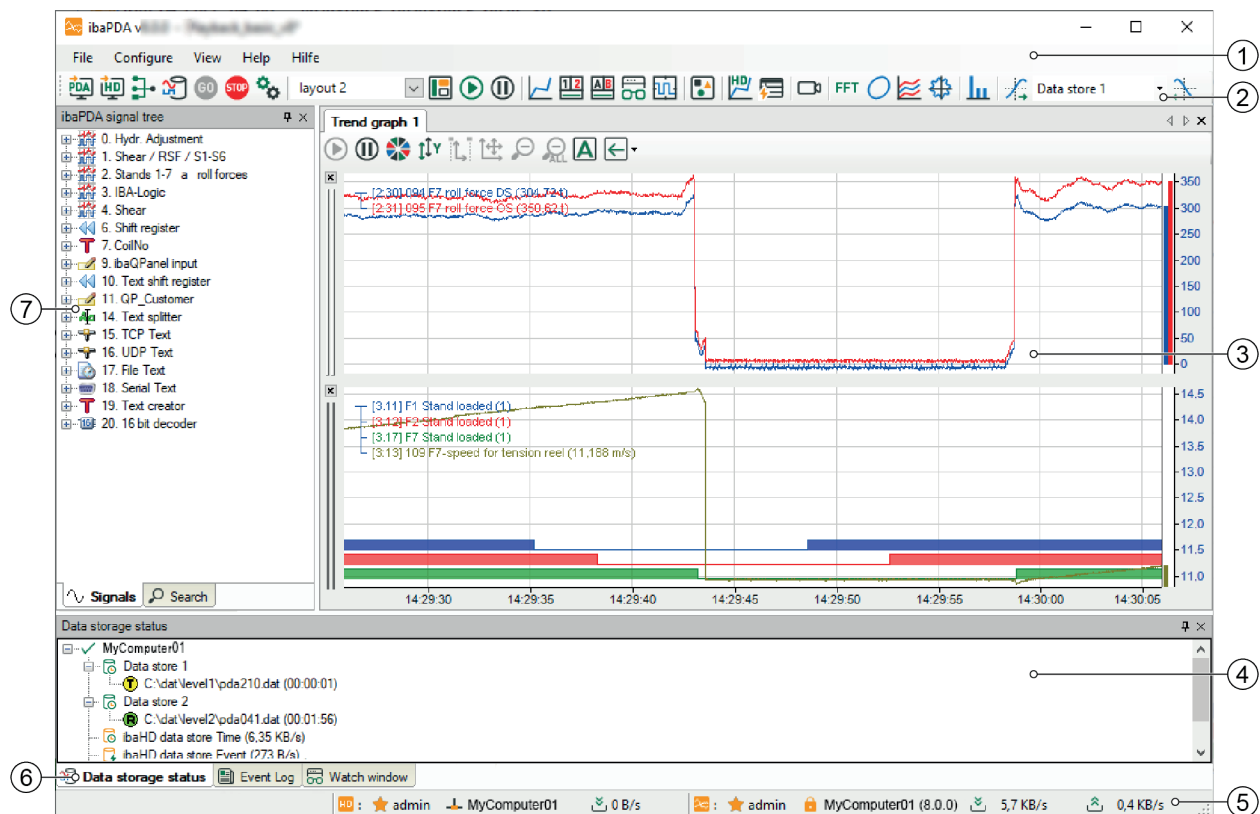 ibaPDA
File Configure View Help Hilfe
1
PDA HD GO STOP layout 2 1 2 A B HD FFT Data store 1
2
ibaPDA signal tree
Trend graph 1
0. Hydr. Adjustment
1. Shear / RSF / S1-S6
2. Stands 1-7 a roll forces
3. IBA-Logic
4. Shear
6. Shift register
7. CoilNo
9. ibaQPanel input
10. Text shift register
11. QP_Customer
14. Text splitter
15. TCP Text
16. UDP Text
17. File Text
18. Serial Text
19. Text creator
20. 16 bit decoder
7
Signals Search
Y ALL A
[2:30] 094 F7 roll force DS (304,72 t)
[2:31] 095 F7 roll force OS (350,62 t)
350
300
250
200
150
100
50
0
3
[3.11] F1 Stand loaded (1)
[3.12] F2 Stand loaded (1)
[3.17] F7 Stand loaded (1)
[3:13] 109 F7-speed for tension reel (11,188 m/s)
14.5
14.0
13.5
13.0
12.5
12.0
11.5
11.0
14:29:30 14:29:35 14:29:40 14:29:45 14:29:50 14:29:55 14:30:00 14:30:05
Data storage status
MyComputer01
Data store 1
T C:\dat\level1\pda210.dat (00:00:01)
Data store 2
R C:\dat\level2\pda041.dat (00:01:56)
ibaHD data store Time (6,35 KB/s)
ibaHD data store Event (273 B/s)
4
6
Data storage status Event Log Watch window
HD : admin MyComputer01 0 B/s : admin MyComputer01 (8.0.0) 5,7 KB/s 0,4 KB/s
5